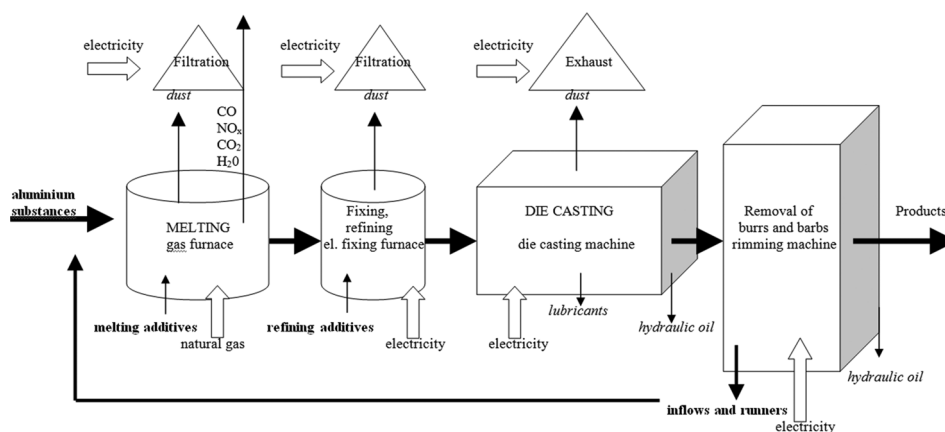 electricity
Filtration
dust
CO
NOx
CO2
H20
electricity
Filtration
dust
electricity
Exhaust
dust
aluminium
substances
MELTING
gas furnace
Fixing,
refining
el. fixing furnace
DIE CASTING
die casting machine
Removal of
burrs and barbs
rimming machine
Products
melting additives
natural gas
refining additives
electricity
electricity
lubricants
hydraulic oil
hydraulic oil
inflows and runners
electricity